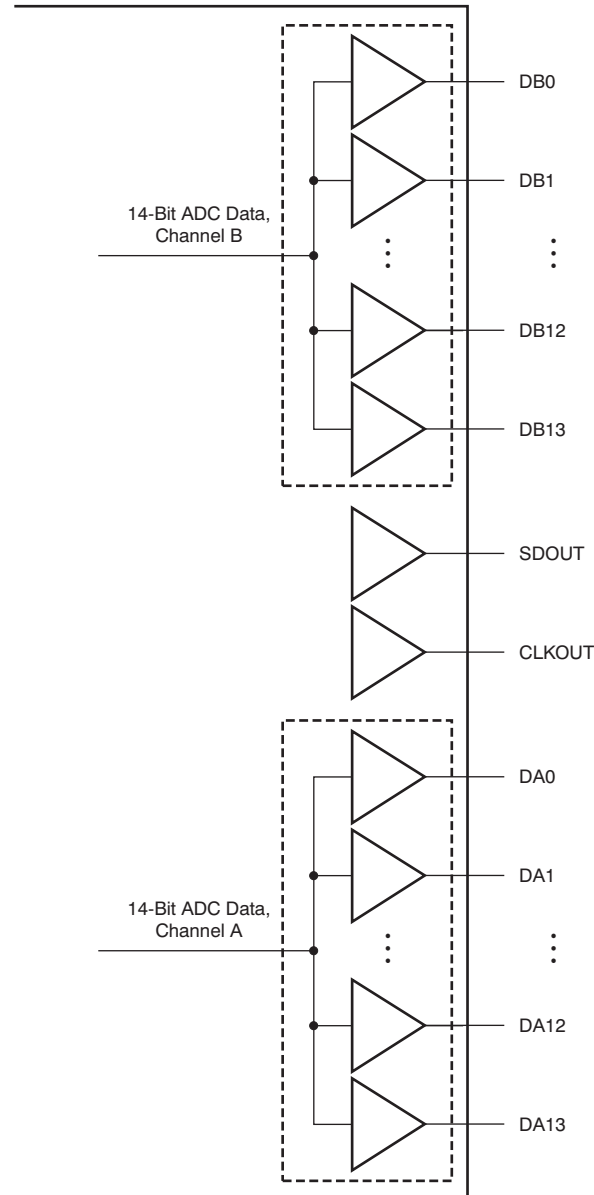 DB0
DB1
14-Bit ADC Data,
Channel B
DB12
DB13
SDOUT
CLKOUT
DA0
DA1
14-Bit ADC Data,
Channel A
DA12
DA13